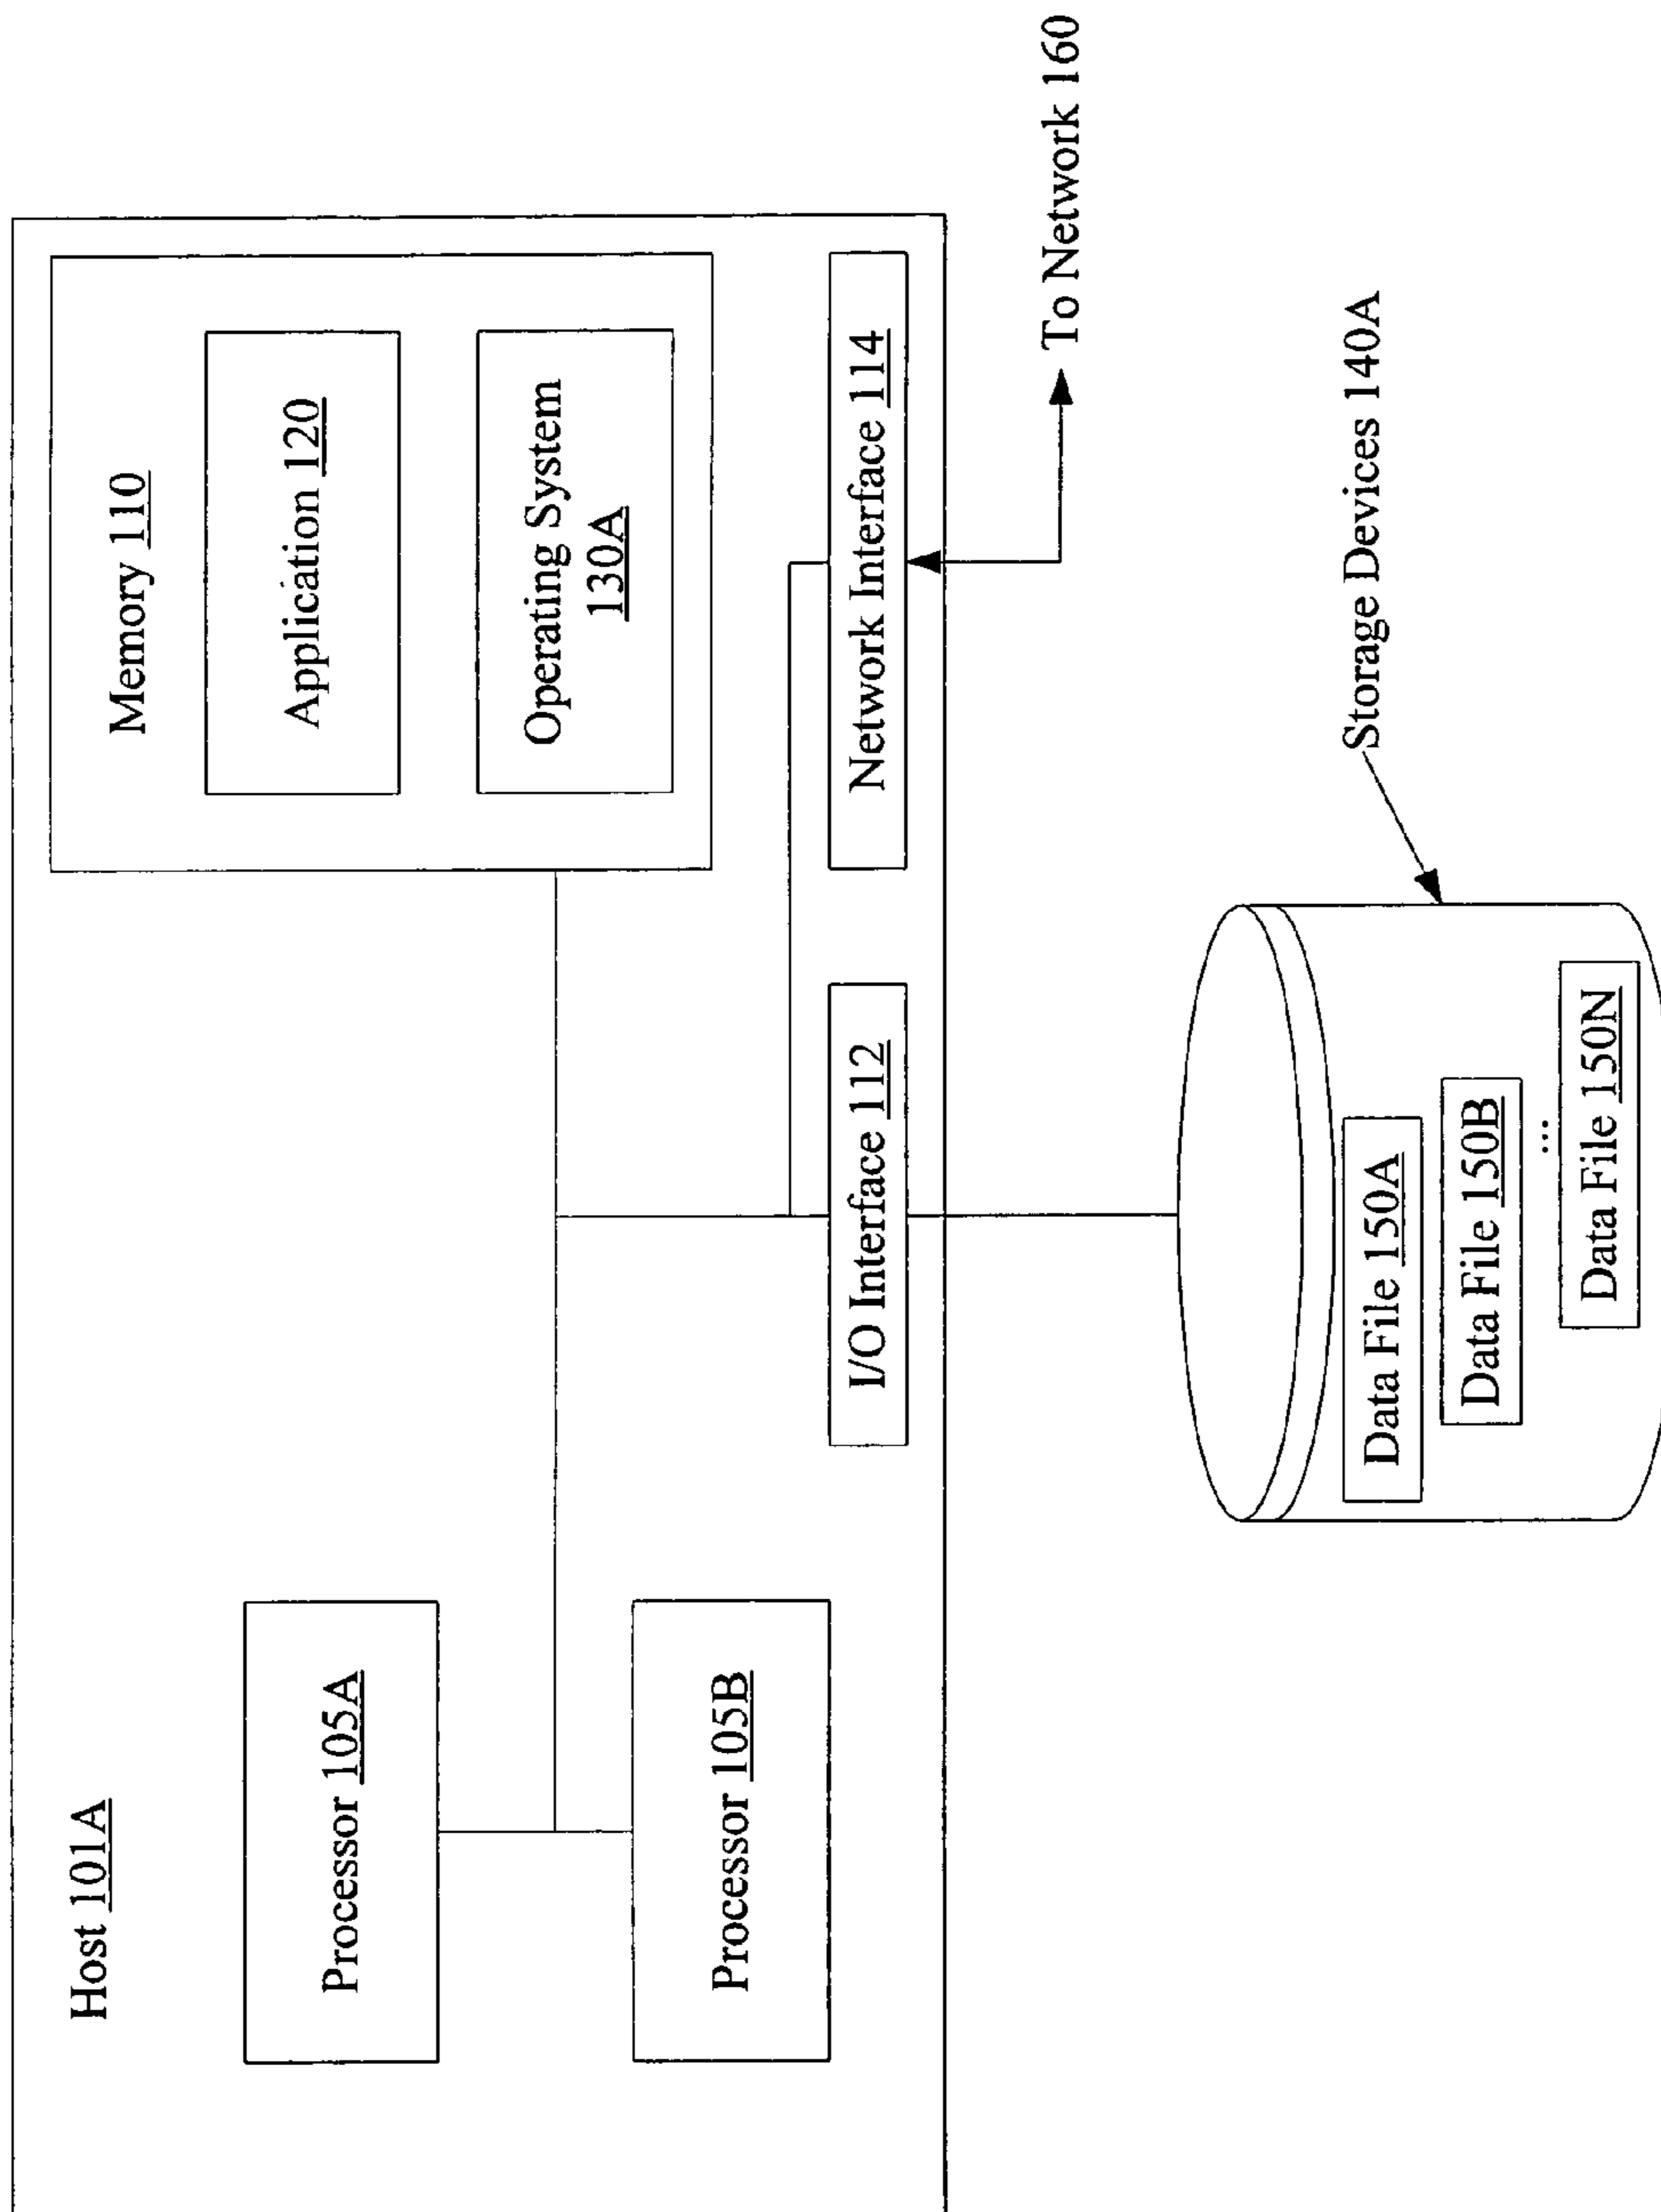 Host 101A
Processor 105A
Processor 105B
Memory 110
Application 120
Operating System
130A
I/O Interface 112
Network Interface 114
To Network 160
Storage Devices 140A
Data File 150A
Data File 150B
...
Data File 150N